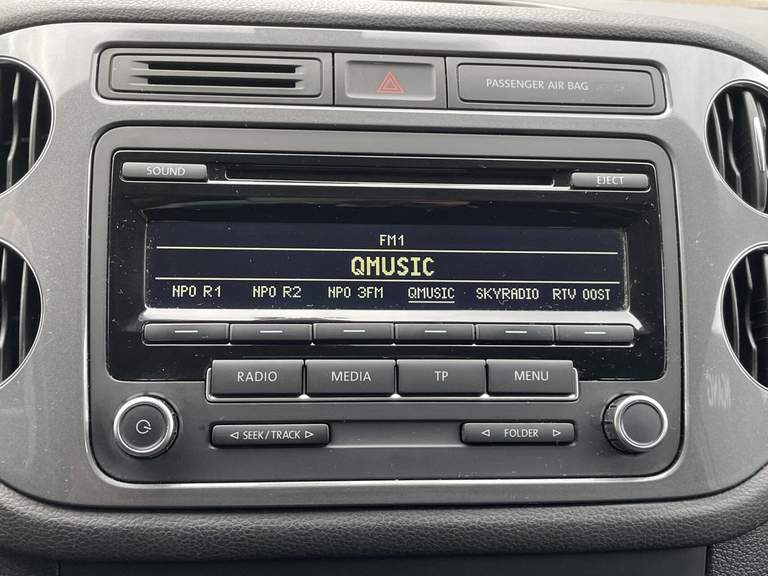 PASSENGER AIR BAG
SOUND
EJECT
FM1
QMUSIC
NPO R1 NPO R2 NPO 3FM QMUSIC SKYRADIO RTV OOST
RADIO MEDIA TP MENU
SEEK/TRACK FOLDER